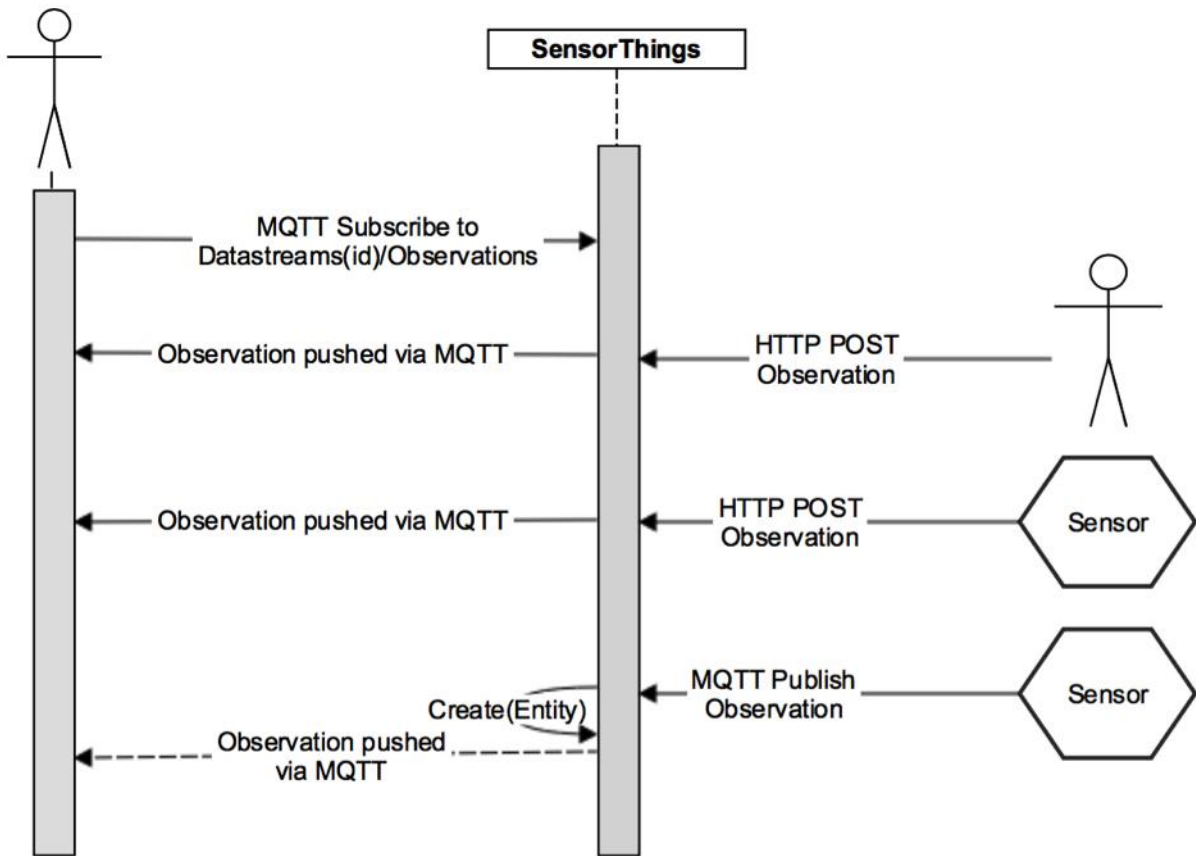 SensorThings
MQTT Subscribe to
Datastreams(id)/Observations
Observation pushed via MQTT
HTTP POST
Observation
Observation pushed via MQTT
HTTP POST
Observation
Sensor
MQTT Publish
Observation
Sensor
Create(Entity)
Observation pushed
via MQTT